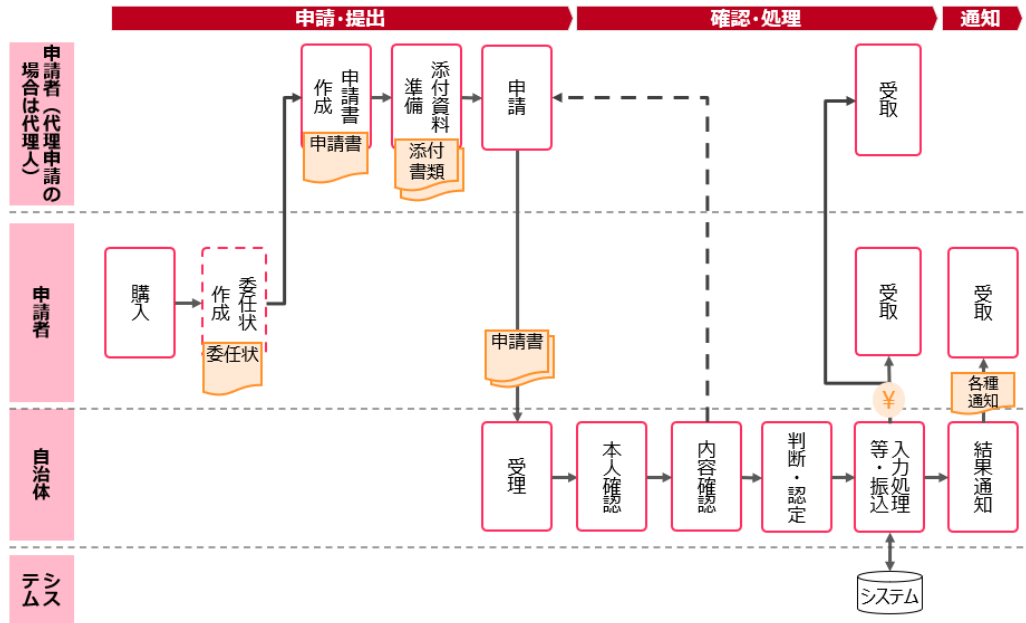 申請・提出
確認・処理
通知
申請者（代理申請の
場合は代理人）
申請書
作成
申請書
添付資料
準備
添付
書類
申請
受取
申請者
購入
委任状
作成
委任状
申請書
受取
¥
受取
各種
通知
自治体
受理
本人確認
内容確認
判断・認定
入力処理
等・振込
結果通知
シス
テム
システム